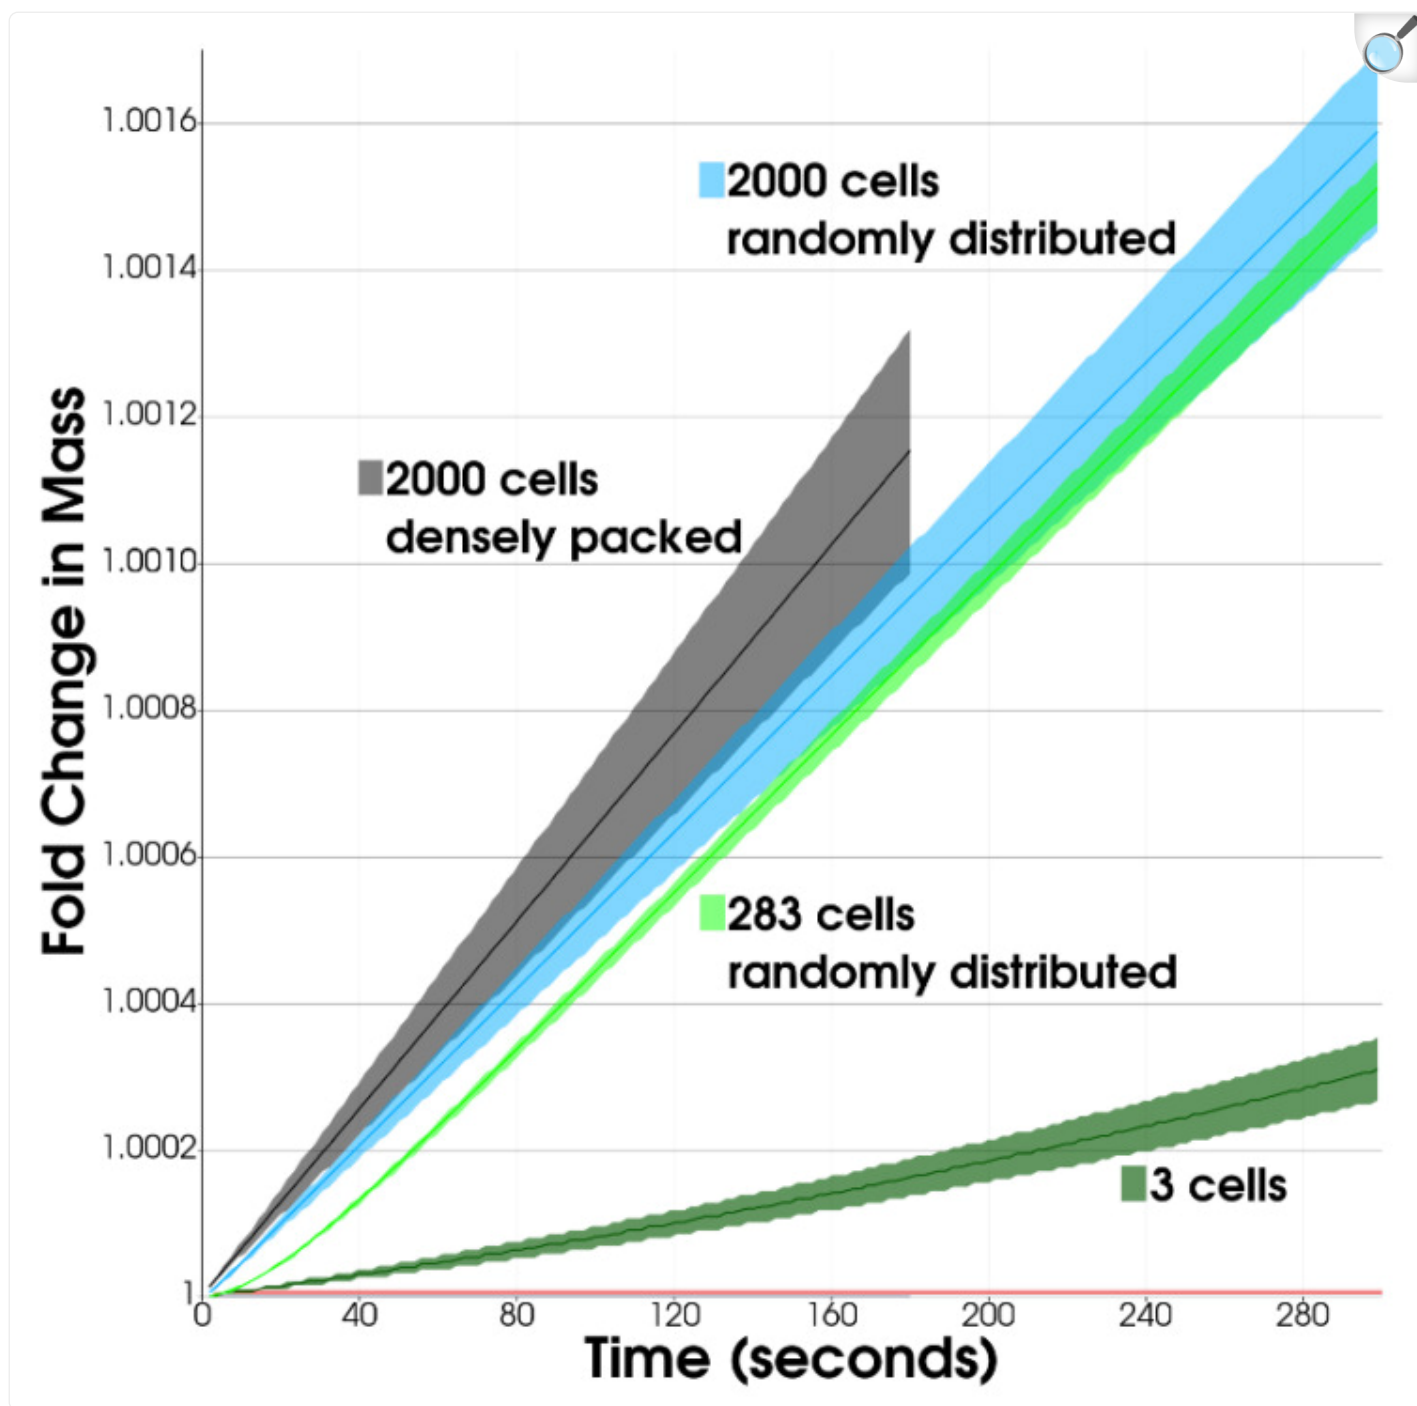 1.0016
2000 cells
randomly distributed
1.0014
1.0012
2000 cells
densely packed
1.0010
Fold Change in Mass
1.0008
1.0006
283 cells
randomly distributed
1.0004
1.0002
3 cells
1
0 40 80 120 160 200 240 280
Time (seconds)